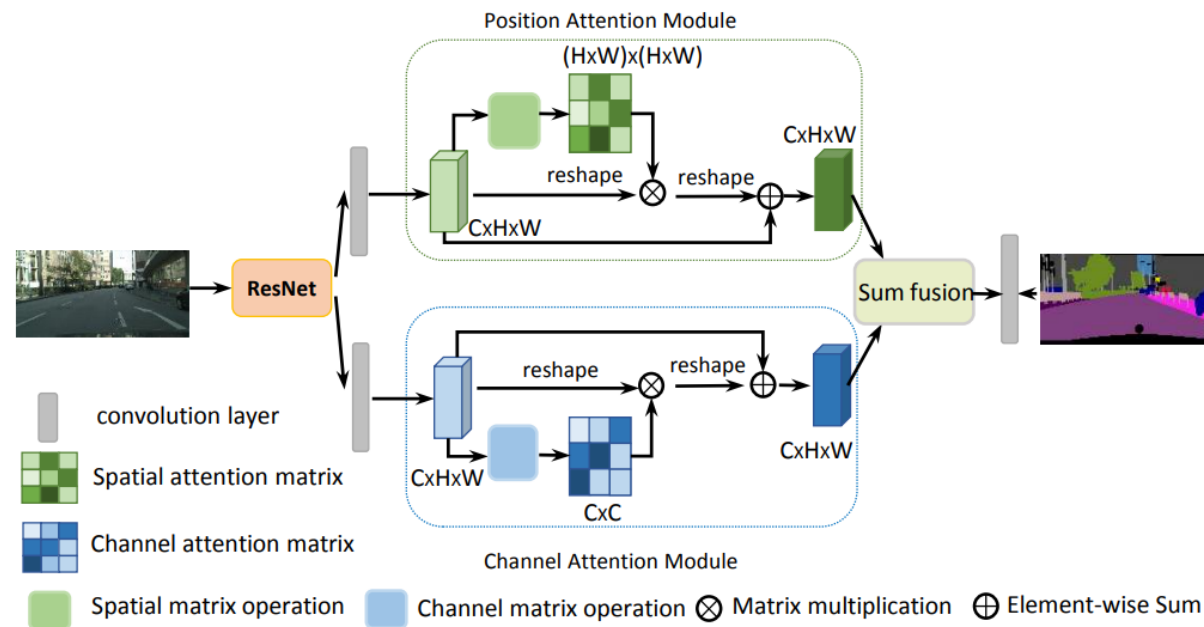 Position Attention Module
(HxW)x(HxW)
CxHxW
reshape
reshape
CxHxW
ResNet
Sum fusion
reshape
reshape
convolution layer
CxHxW
CxHxW
Spatial attention matrix
CxC
Channel attention matrix
Channel Attention Module
Spatial matrix operation
Channel matrix operation
Matrix multiplication
Element-wise Sum